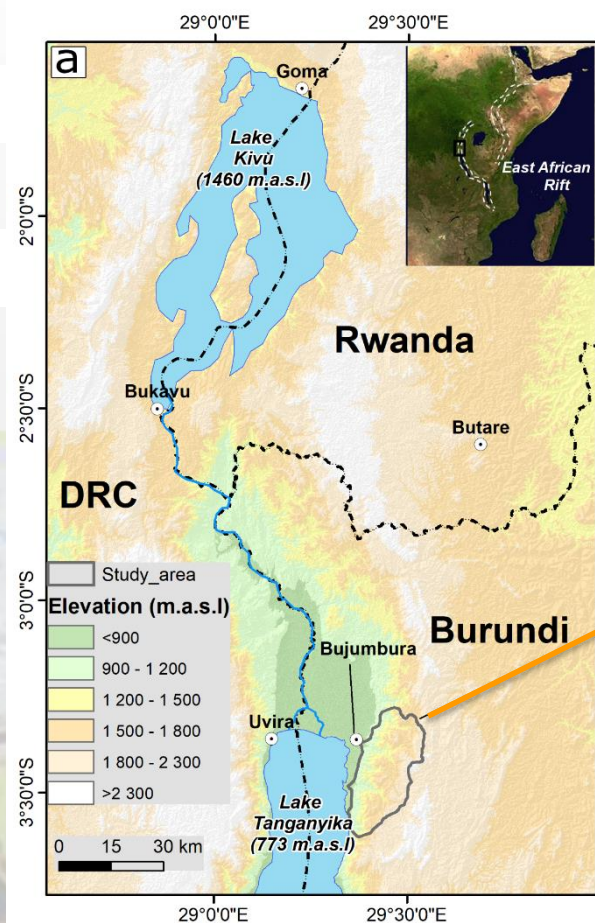 29°0'0"E
29°30'0"E
a
Goma
Lake
Kivu
(1460 m.a.s.l)
East African
Rift
2°0'0"S
Rwanda
Bukavu
2°30'0"S
Butare
DRC
Study_area
Elevation (m.a.s.l)
<900
900 - 1 200
1 200 - 1 500
1 500 - 1 800
1 800 - 2 300
>2 300
3°0'0"S
Burundi
Bujumbura
Uvira
3°30'0"S
Lake
Tanganyika
(773 m.a.s.l)
0 15 30 km
29°0'0"E
29°30'0"E